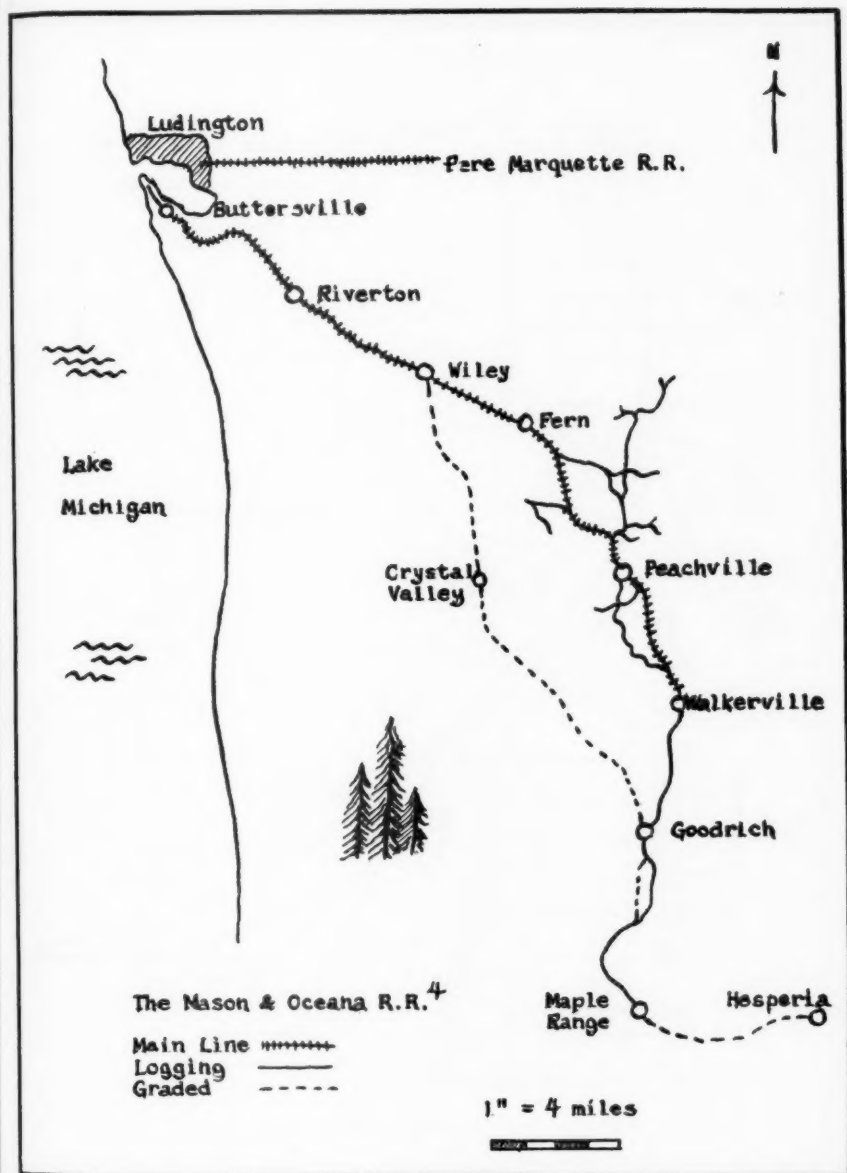 N
Ludington
Pere Marquette R.R.
Buttersville
Riverton
Wiley
Fern
Lake
Michigan
Crystal
Valley
Peachville
Walkerville
Goodrich
Maple
Range
Hesperia
The Mason & Oceana R.R.4
Main Line
Logging
Graded
1" = 4 miles